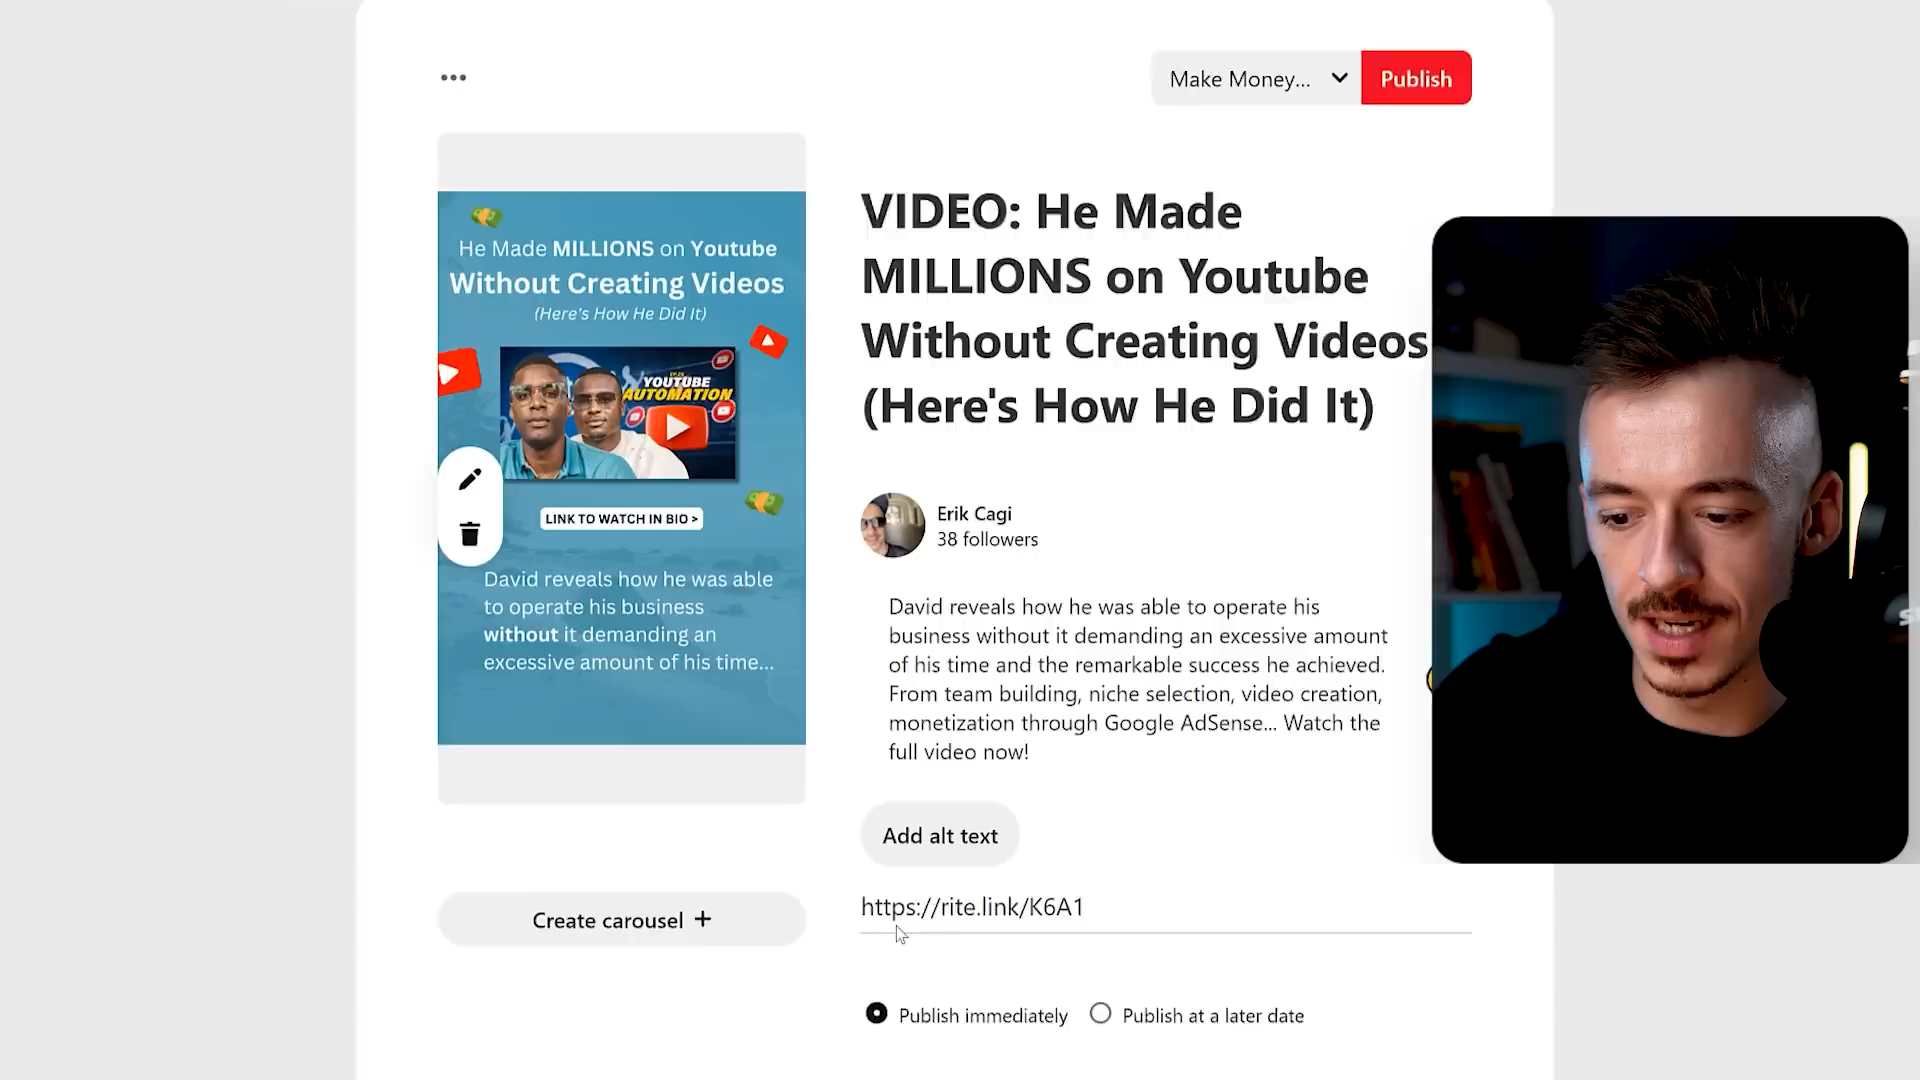 Make Money...
Publish
He Made MILLIONS on Youtube
Without Creating Videos
(Here's How He Did It)
YOUTUBE
AUTOMATION
LINK TO WATCH IN BIO >
David reveals how he was able
to operate his business
without it demanding an
excessive amount of his time...
Create carousel +
VIDEO: He Made
MILLIONS on Youtube
Without Creating Videos
(Here's How He Did It)
Erik Cagi
38 followers
David reveals how he was able to operate his
business without it demanding an excessive amount
of his time and the remarkable success he achieved.
From team building, niche selection, video creation,
monetization through Google AdSense... Watch the
full video now!
Add alt text
https://rite.link/K6A1
Publish immediately
Publish at a later date